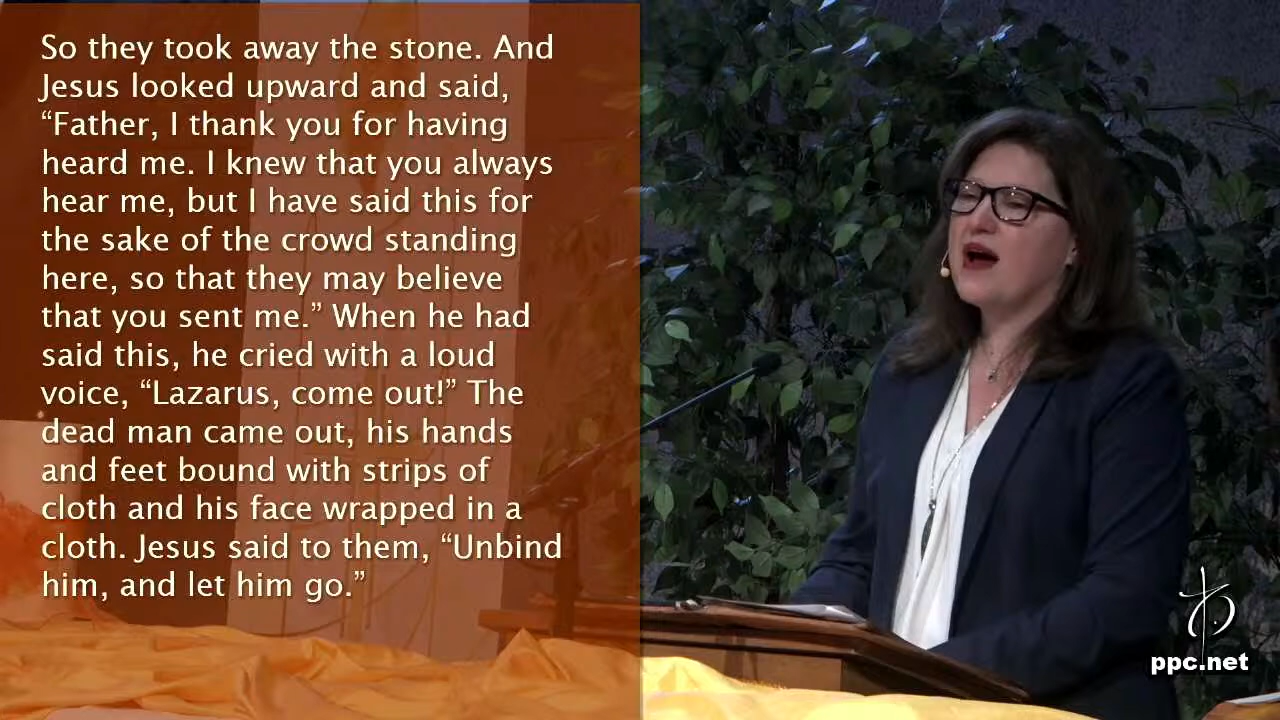 So they took away the stone. And
Jesus looked upward and said,
“Father, I thank you for having
heard me. I knew that you always
hear me, but I have said this for
the sake of the crowd standing
here, so that they may believe
that you sent me.” When he had
said this, he cried with a loud
voice, “Lazarus, come out!” The
dead man came out, his hands
and feet bound with strips of
cloth and his face wrapped in a
cloth. Jesus said to them, “Unbind
him, and let him go.”
ppc.net